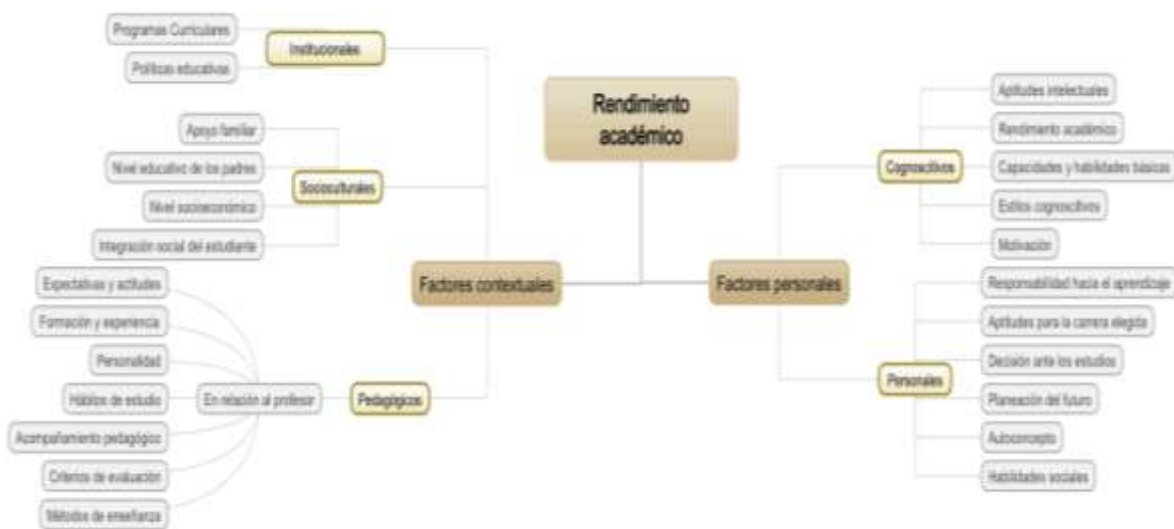 Rendimiento
académico
Factores contextuales
Institucionales
Programas Curriculares
Políticas educativas
Socioculturales
Apoyo familiar
Nivel educativo de los padres
Nivel socioeconómico
Integración social del estudiante
Pedagógicos
En relación al profesor
Expectativas y actitudes
Formación y experiencia
Personalidad
Hábitos de estudio
Acompañamiento pedagógico
Criterios de evaluación
Métodos de enseñanza
Factores personales
Cognoscitivos
Aptitudes intelectuales
Rendimiento académico
Capacidades y habilidades básicas
Estilos cognoscitivos
Motivación
Personales
Responsabilidad hacia el aprendizaje
Aptitudes para la carrera elegida
Decisión ante los estudios
Planeación del futuro
Autoconcepto
Habilidades sociales